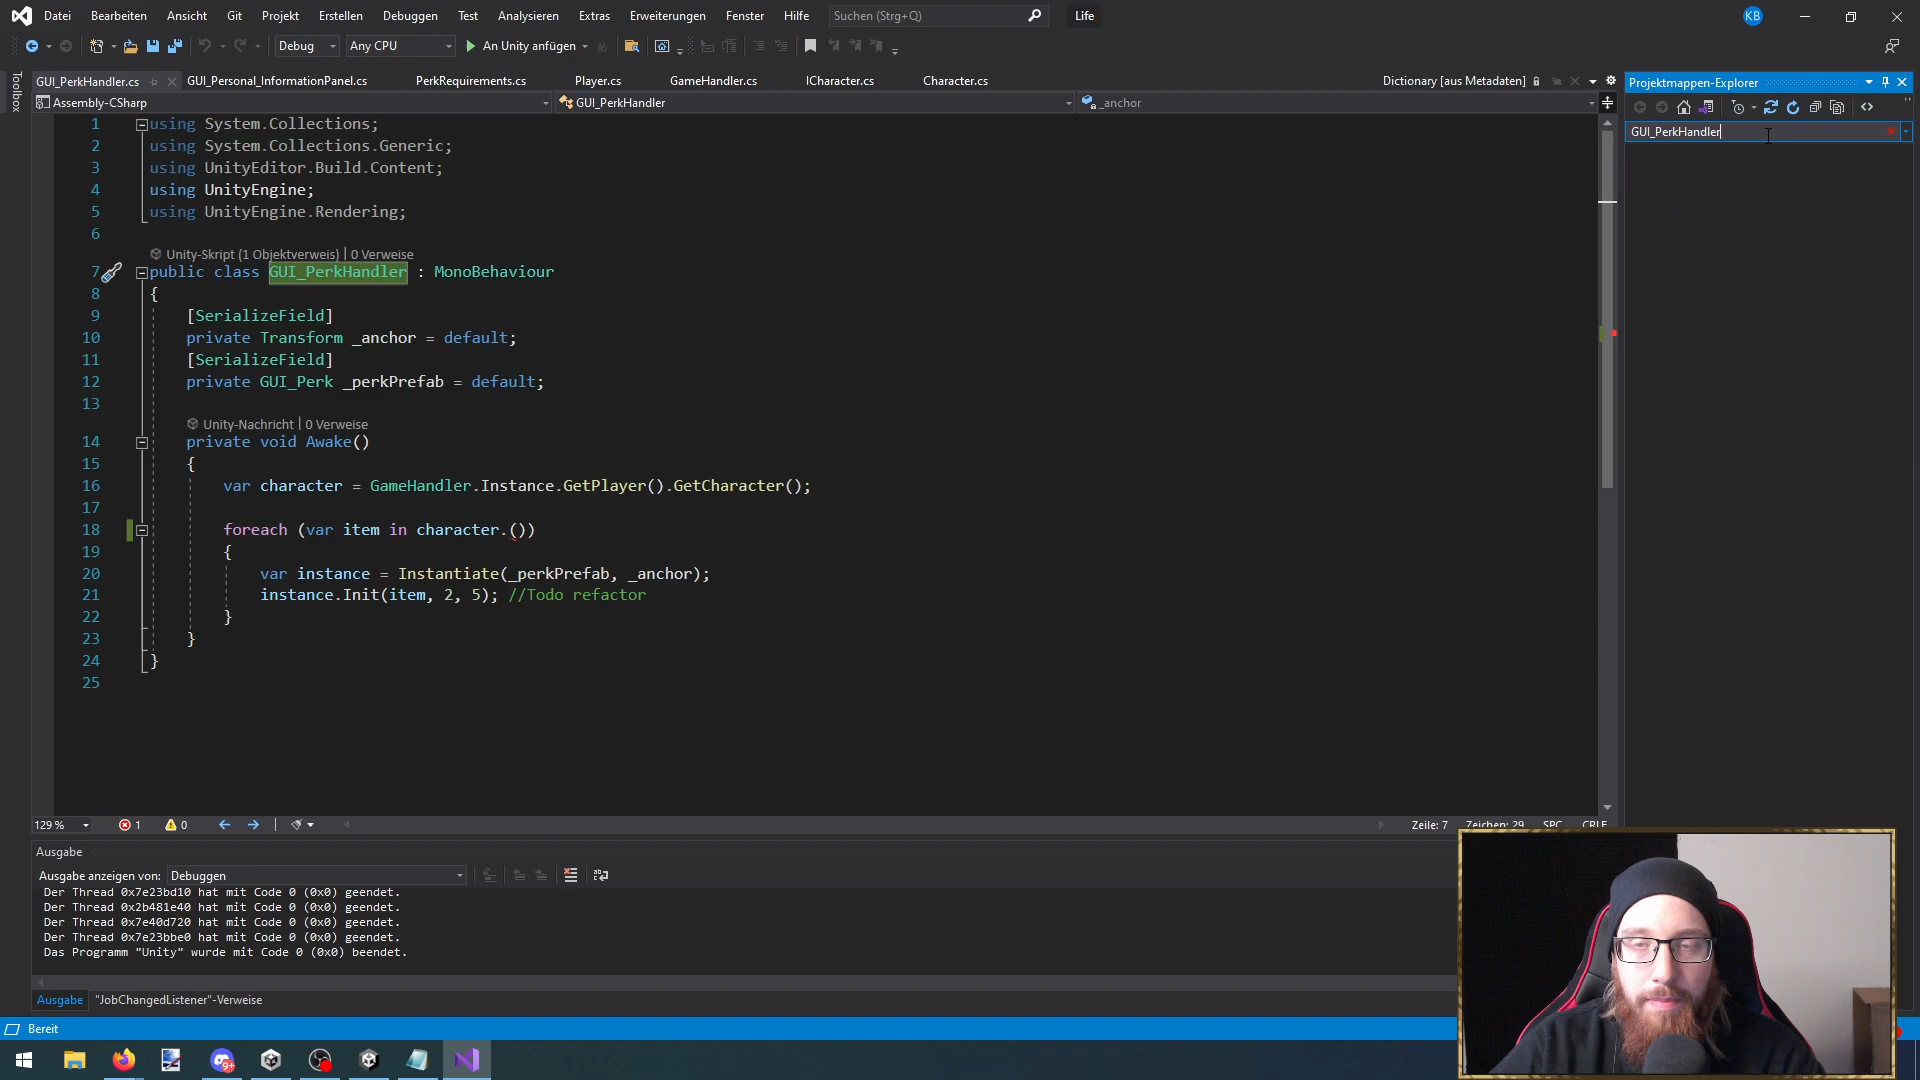 Datei Bearbeiten Ansicht Git Projekt Erstellen Debuggen Test Analysieren Extras Erweiterungen Fenster Hilfe Suchen (Strg+Q) Life KB
Debug Any CPU An Unity anfügen
Toolbox
GUI_PerkHandler.cs GUI_Personal_InformationPanel.cs PerkRequirements.cs Player.cs GameHandler.cs ICharacter.cs Character.cs Dictionary [aus Metadaten]
Assembly-CSharp GUI_PerkHandler _anchor
1 using System.Collections;
2 using System.Collections.Generic;
3 using UnityEditor.Build.Content;
4 using UnityEngine;
5 using UnityEngine.Rendering;
6
Unity-Skript (1 Objektverweis) | 0 Verweise
7 public class GUI_PerkHandler : MonoBehaviour
8 {
9 [SerializeField]
10 private Transform _anchor = default;
11 [SerializeField]
12 private GUI_Perk _perkPrefab = default;
13
Unity-Nachricht | 0 Verweise
14 private void Awake()
15 {
16 var character = GameHandler.Instance.GetPlayer().GetCharacter();
17
18 foreach (var item in character.())
19 {
20 var instance = Instantiate(_perkPrefab, _anchor);
21 instance.Init(item, 2, 5); //Todo refactor
22 }
23 }
24 }
25
129 % 1 0 Zeile: 7 Zeichen: 29 SPC CRLF
Projektmappen-Explorer
GUI_PerkHandler
Ausgabe
Ausgabe anzeigen von: Debuggen
Der Thread 0x7e23bd10 hat mit Code 0 (0x0) geendet.
Der Thread 0x2b481e40 hat mit Code 0 (0x0) geendet.
Der Thread 0x7e40d720 hat mit Code 0 (0x0) geendet.
Der Thread 0x7e23bbe0 hat mit Code 0 (0x0) geendet.
Das Programm "Unity" wurde mit Code 0 (0x0) beendet.
Ausgabe "JobChangedListener"-Verweise
Bereit
9+